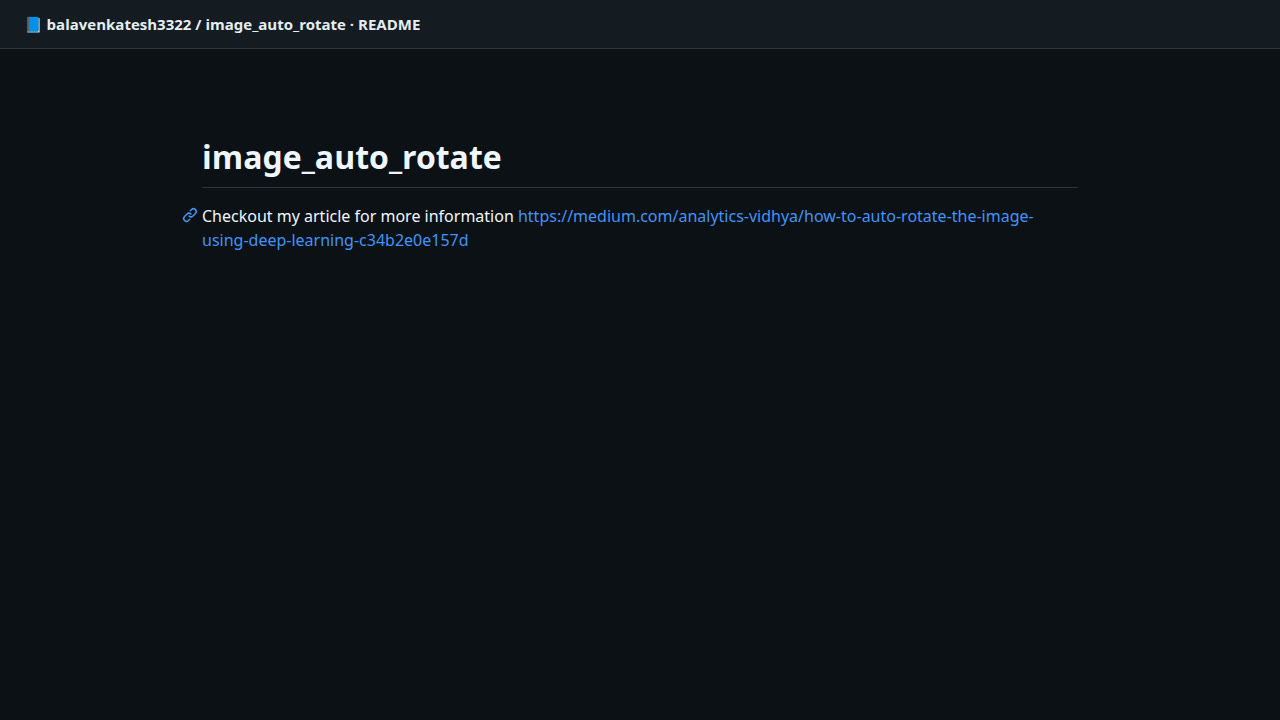 balavenkatesh3322 / image_auto_rotate · README
image_auto_rotate
Checkout my article for more information https://medium.com/analytics-vidhya/how-to-auto-rotate-the-image-
using-deep-learning-c34b2e0e157d